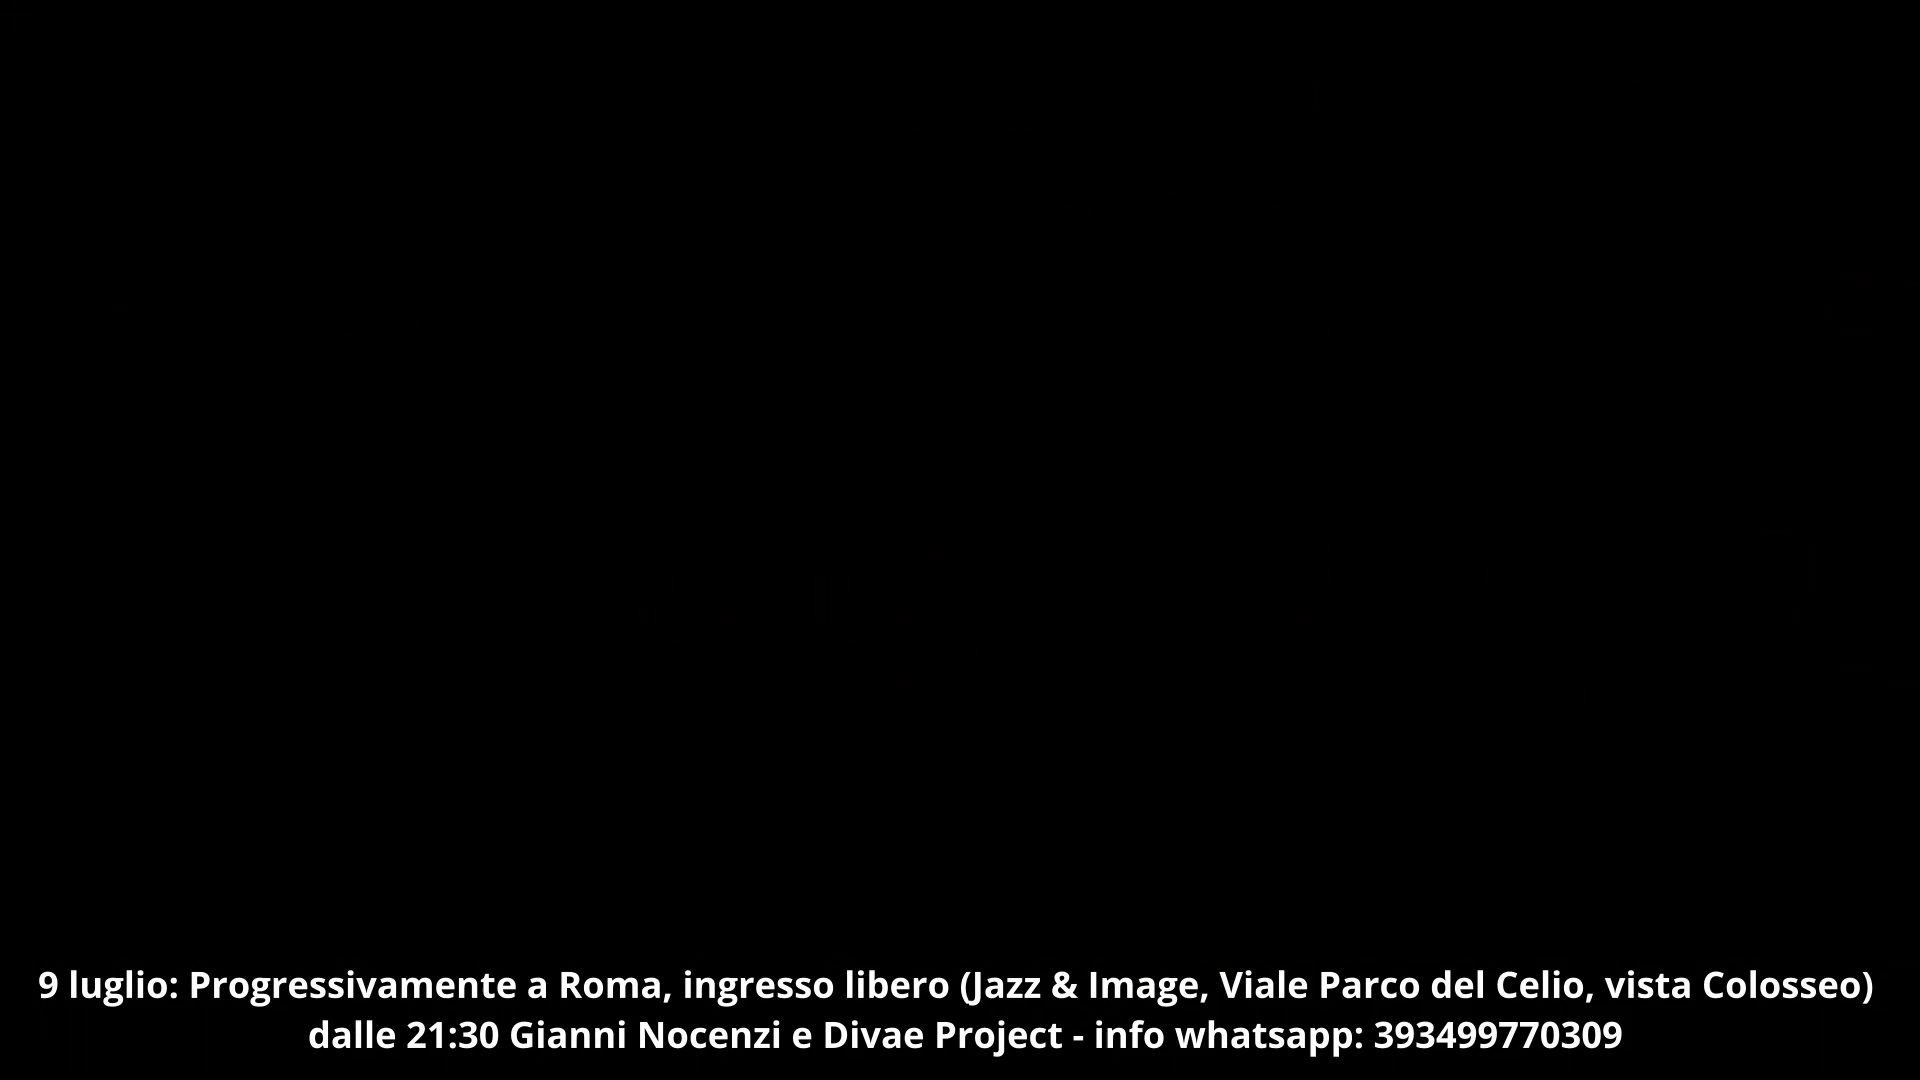 9 luglio: Progressivamente a Roma, ingresso libero (Jazz & Image, Viale Parco del Celio, vista Colosseo)
dalle 21:30 Gianni Nocenzi e Divae Project - info whatsapp: 393499770309